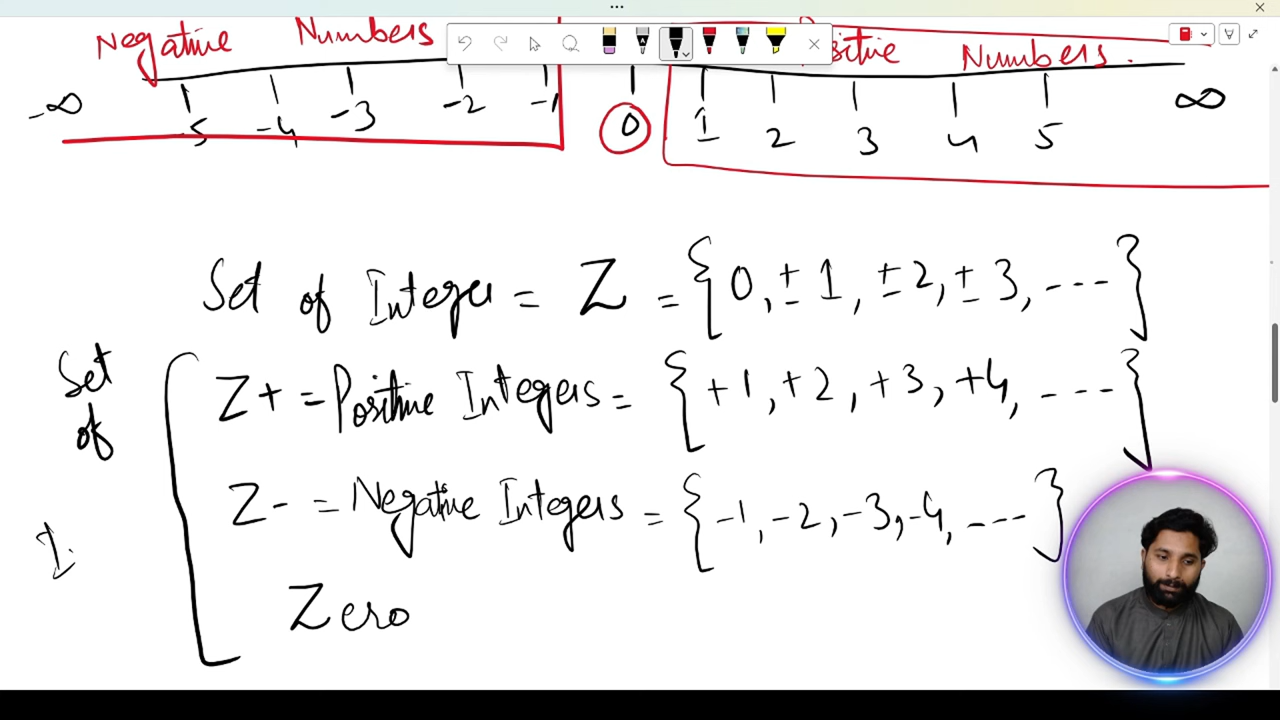 Negative Numbers Positive Numbers.
-∞ -5 -4 -3 -2 -1 0 1 2 3 4 5 ∞
Set of Integer = Z = {0, ±1, ±2, ±3, ---}
Set of
Z+ = Positive Integers = {+1, +2, +3, +4, ---}
Z- = Negative Integers = {-1, -2, -3, -4, ---}
I
Zero